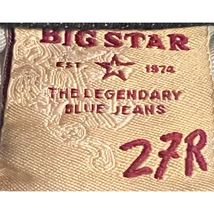 BIG STAR
EST 1974
THE LEGENDARY
BLUE JEANS
27R